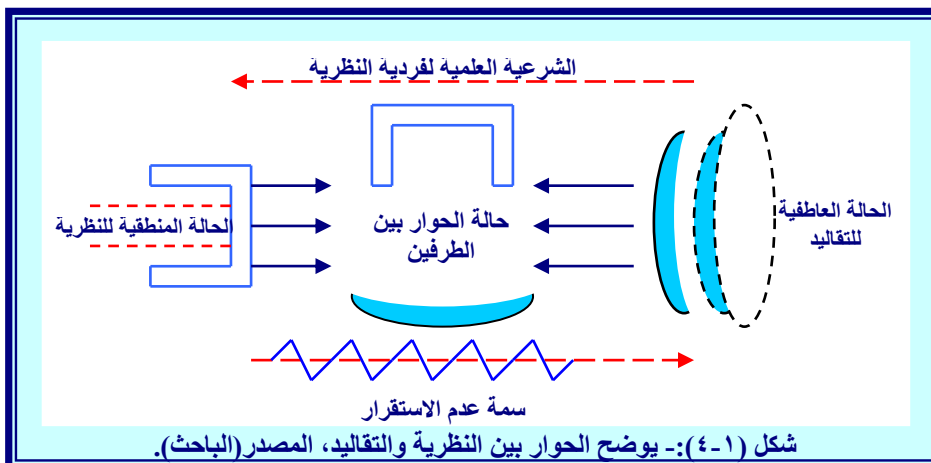 الشرعية العلمية لفردية النظرية
الحالة العاطفية
للتقاليد
حالة الحوار بين
الطرفين
الحالة المنطقية للنظرية
سمة عدم الاستقرار
شكل (١-٤):- يوضح الحوار بين النظرية والتقاليد، المصدر(الباحث).